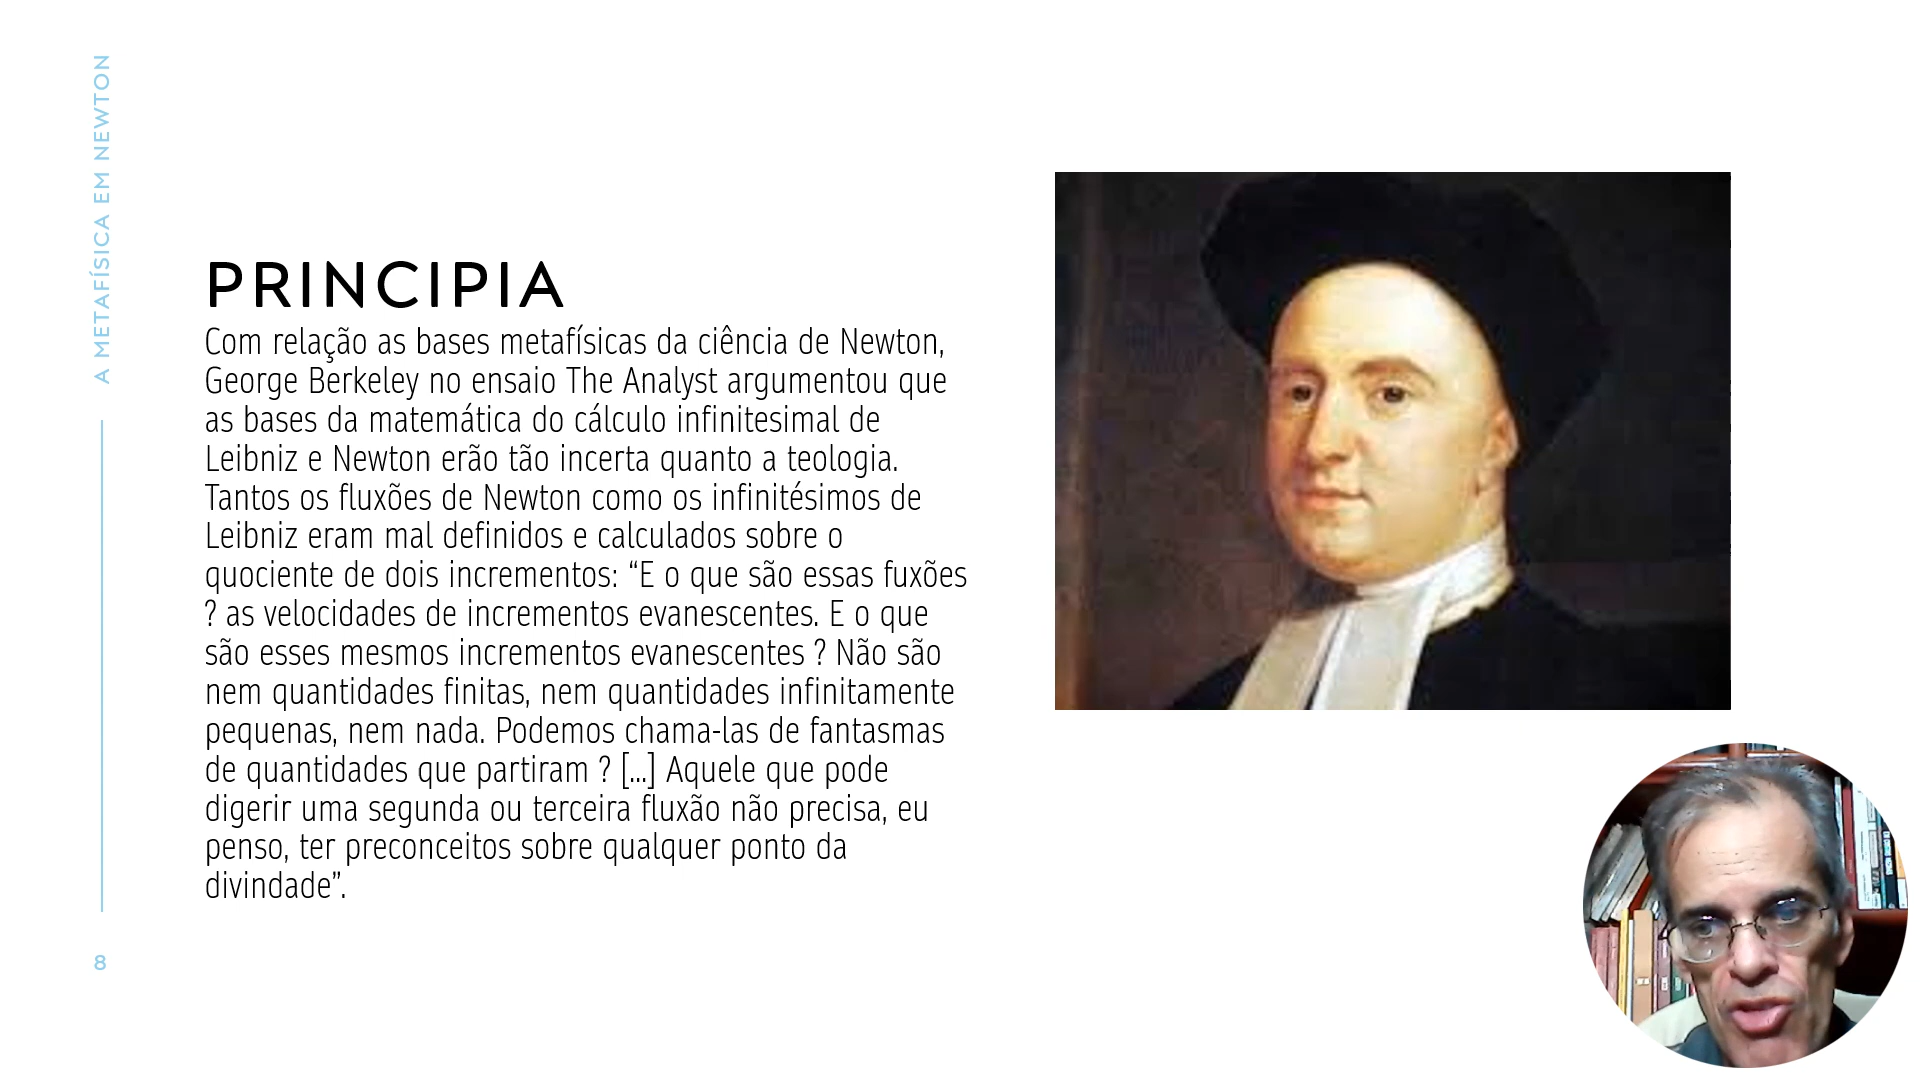 A METAFÍSICA EM NEWTON
PRINCIPIA
Com relação as bases metafísicas da ciência de Newton,
George Berkeley no ensaio The Analyst argumentou que
as bases da matemática do cálculo infinitesimal de
Leibniz e Newton erão tão incerta quanto a teologia.
Tantos os fluxões de Newton como os infinitésimos de
Leibniz eram mal definidos e calculados sobre o
quociente de dois incrementos: “E o que são essas fuxões
? as velocidades de incrementos evanescentes. E o que
são esses mesmos incrementos evanescentes ? Não são
nem quantidades finitas, nem quantidades infinitamente
pequenas, nem nada. Podemos chama-las de fantasmas
de quantidades que partiram ? [...] Aquele que pode
digerir uma segunda ou terceira fluxão não precisa, eu
penso, ter preconceitos sobre qualquer ponto da
divindade”.
8